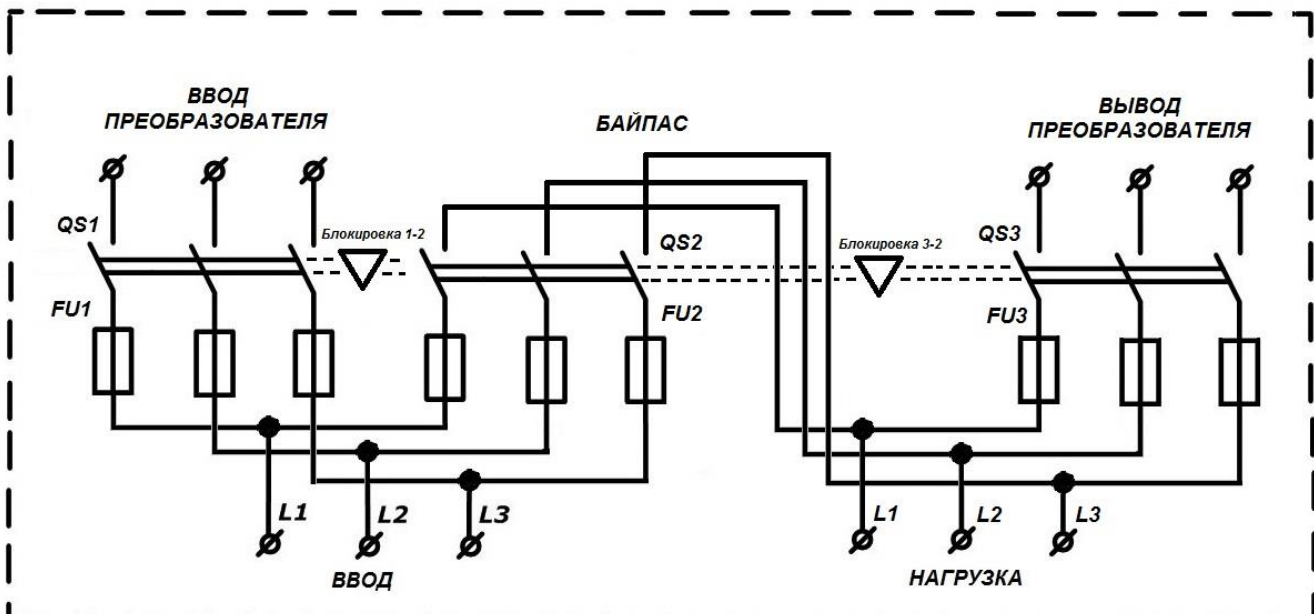 ВВОД
ПРЕОБРАЗОВАТЕЛЯ
БАЙПАС
ВЫВОД
ПРЕОБРАЗОВАТЕЛЯ
QS1
Блокировка 1-2
QS2
Блокировка 3-2
QS3
FU1
FU2
FU3
L1
L2
L3
L1
L2
L3
ВВОД
НАГРУЗКА